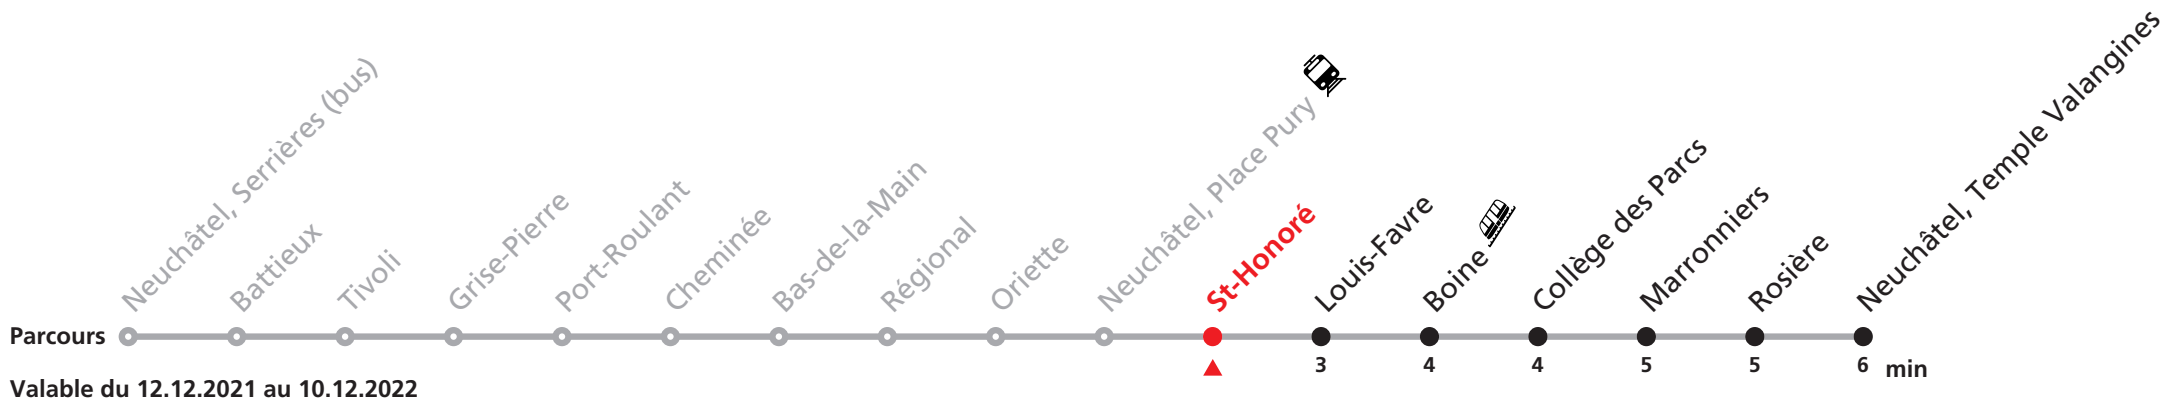 Neuchâtel, Serrières (bus)
Battieux
Tivoli
Grise-Pierre
Port-Roulant
Cheminée
Bas-de-la-Main
Régional
Oriette
Neuchâtel, Place Pury
St-Honoré
Louis-Favre
Boine
Collège des Parcs
Marronniers
Rosière
Neuchâtel, Temple Valangines
Parcours
3 4 4 5 5 6 min
Valable du 12.12.2021 au 10.12.2022